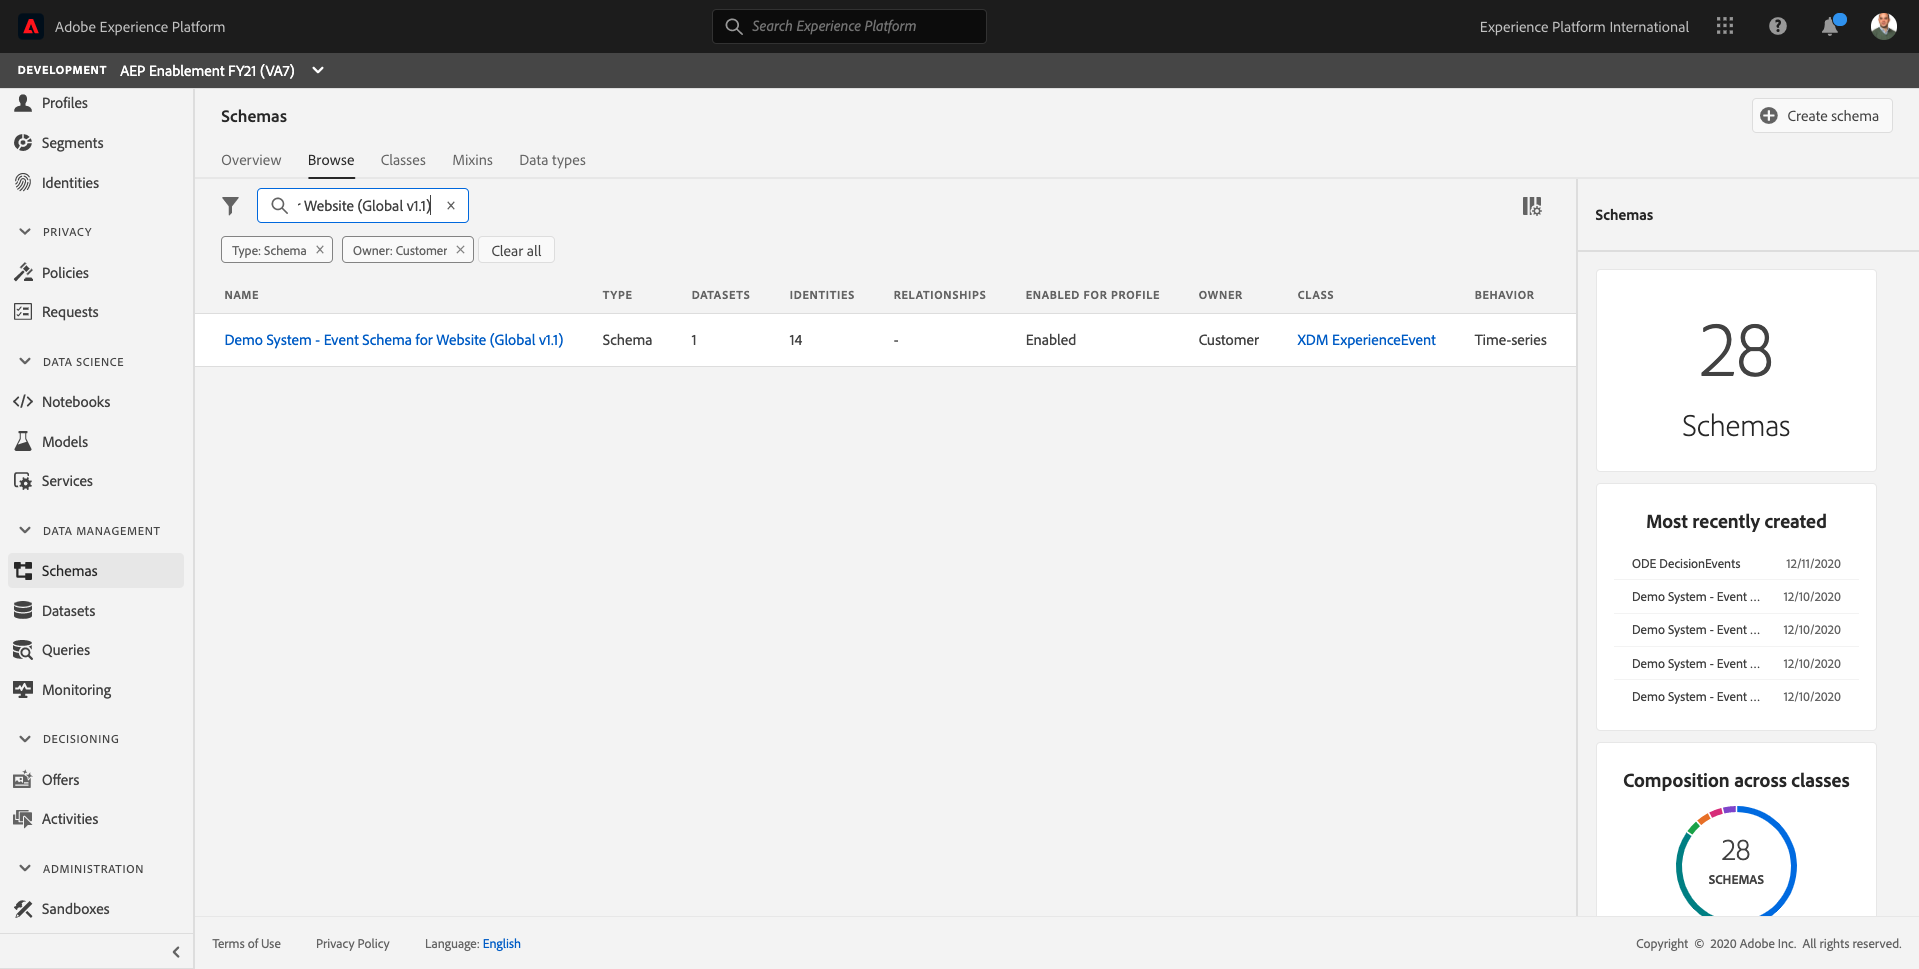 Adobe Experience Platform
Search Experience Platform
Experience Platform International
DEVELOPMENT AEP Enablement FY21 (VA7)
Profiles
Segments
Identities
PRIVACY
Policies
Requests
DATA SCIENCE
Notebooks
Models
Services
DATA MANAGEMENT
Schemas
Datasets
Queries
Monitoring
DECISIONING
Offers
Activities
ADMINISTRATION
Sandboxes
Schemas
Create schema
Overview Browse Classes Mixins Data types
Website (Global v1.1)
Type: Schema Owner: Customer Clear all
NAME TYPE DATASETS IDENTITIES RELATIONSHIPS ENABLED FOR PROFILE OWNER CLASS BEHAVIOR
Demo System - Event Schema for Website (Global v1.1) Schema 1 14 - Enabled Customer XDM ExperienceEvent Time-series
Schemas
28
Schemas
Most recently created
ODE DecisionEvents 12/11/2020
Demo System - Event ... 12/10/2020
Demo System - Event ... 12/10/2020
Demo System - Event ... 12/10/2020
Demo System - Event ... 12/10/2020
Composition across classes
28
SCHEMAS
Terms of Use Privacy Policy Language: English
Copyright © 2020 Adobe Inc. All rights reserved.